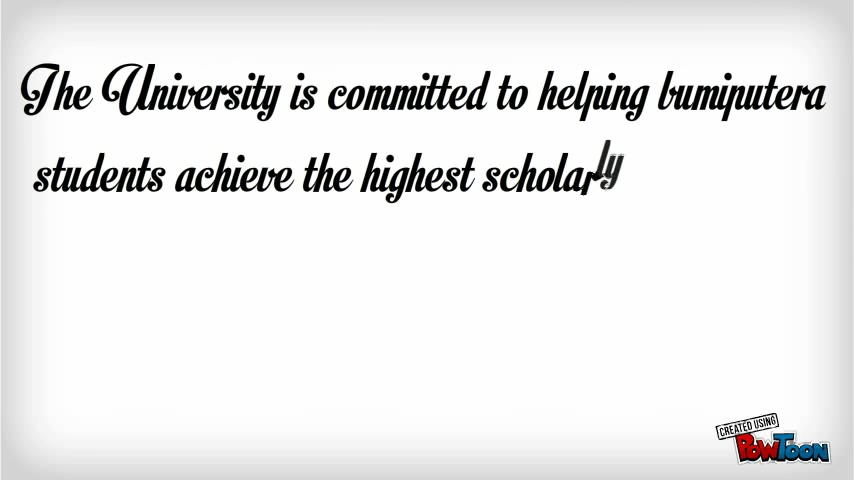 The University is committed to helping bumiputera
students achieve the highest scholarly
CREATED USING
POWTOON